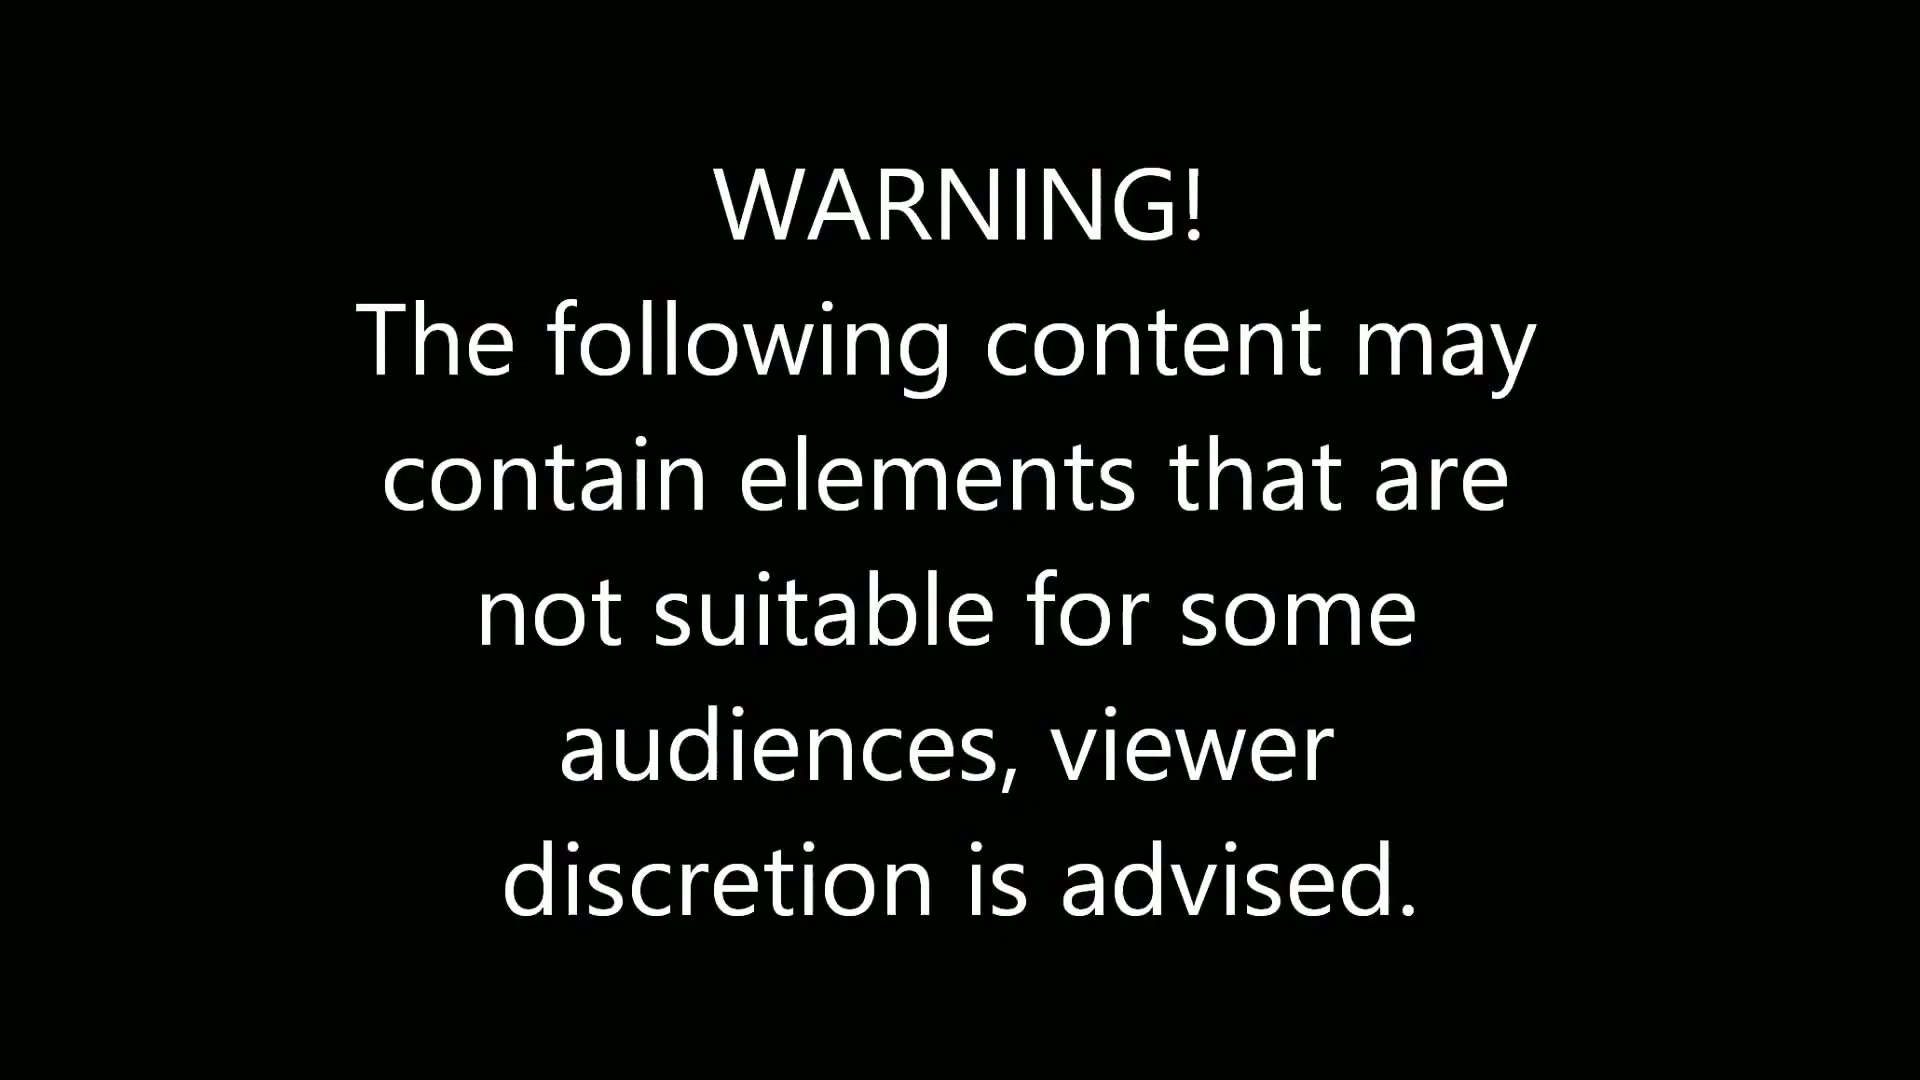 WARNING!
The following content may
contain elements that are
not suitable for some
audiences, viewer
discretion is advised.